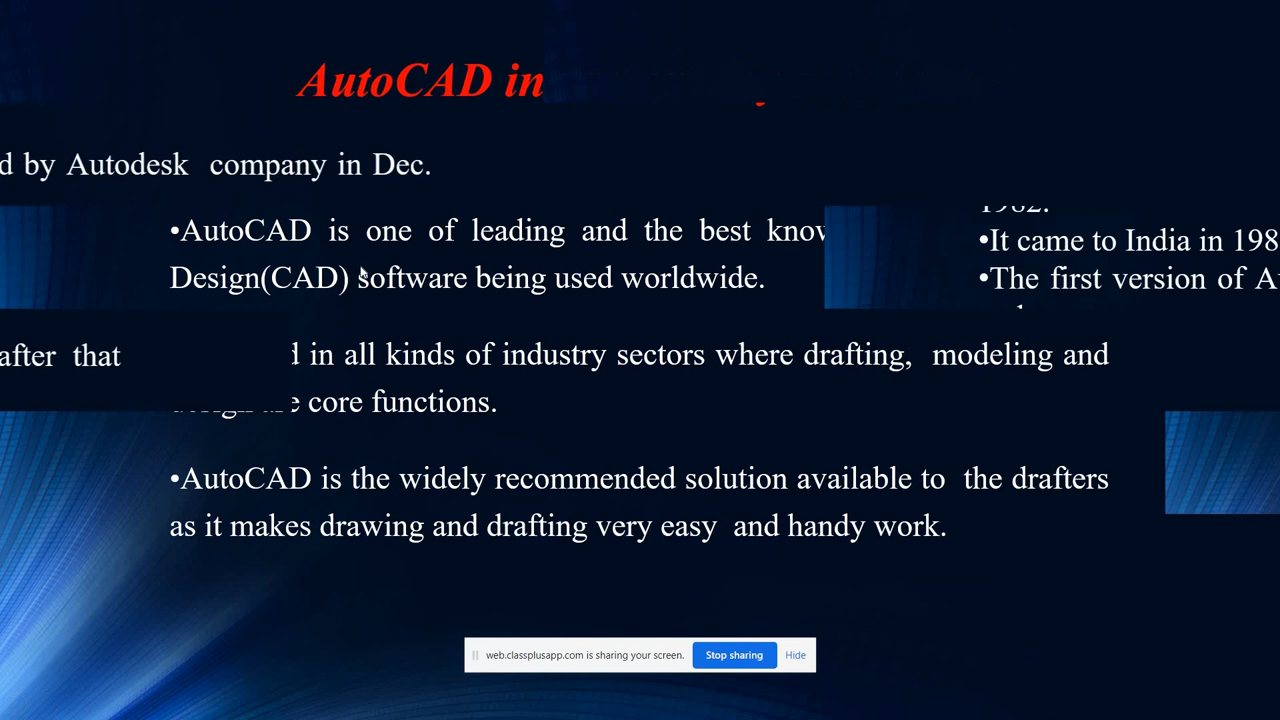 AutoCAD in
d by Autodesk company in Dec.
•AutoCAD is one of leading and the best know
Design(CAD) software being used worldwide.
1982.
•It came to India in 198
•The first version of A
after that
d in all kinds of industry sectors where drafting, modeling and
e core functions.
•AutoCAD is the widely recommended solution available to the drafters
as it makes drawing and drafting very easy and handy work.
web.classplusapp.com is sharing your screen. Stop sharing Hide